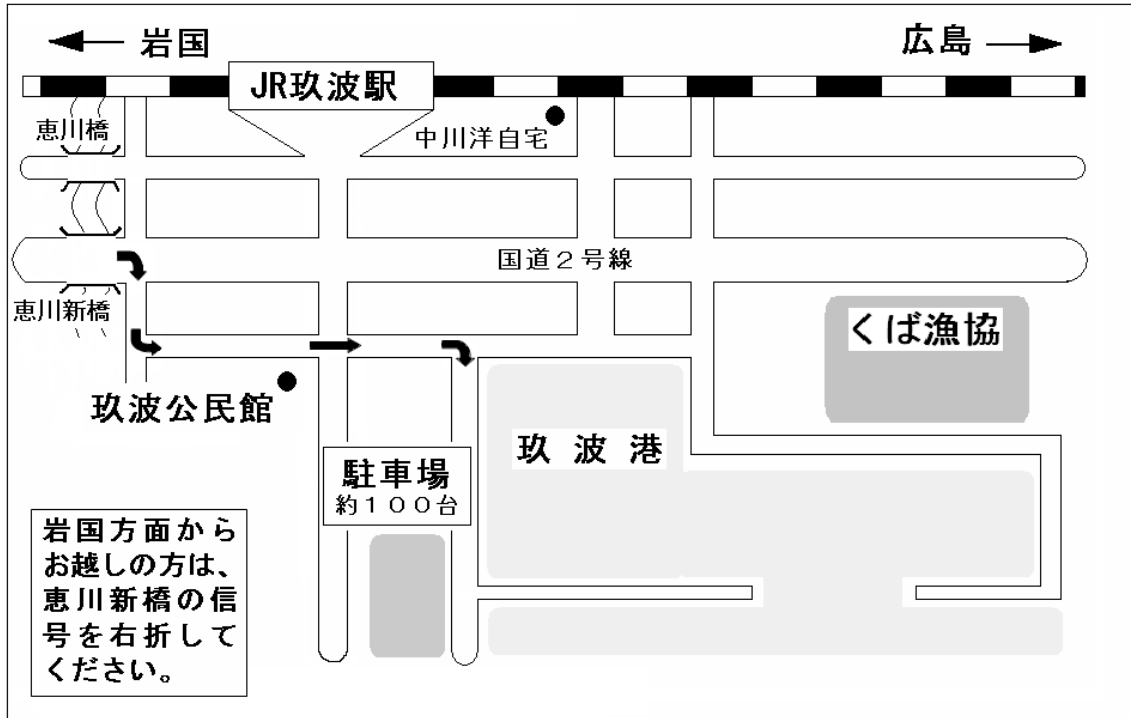 岩国
広島
JR玖波駅
恵川橋
中川洋自宅
国道２号線
恵川新橋
くば漁協
玖波公民館
玖波港
駐車場
約１００台
岩国方面から
お越しの方は、
恵川新橋の信
号を右折して
ください。